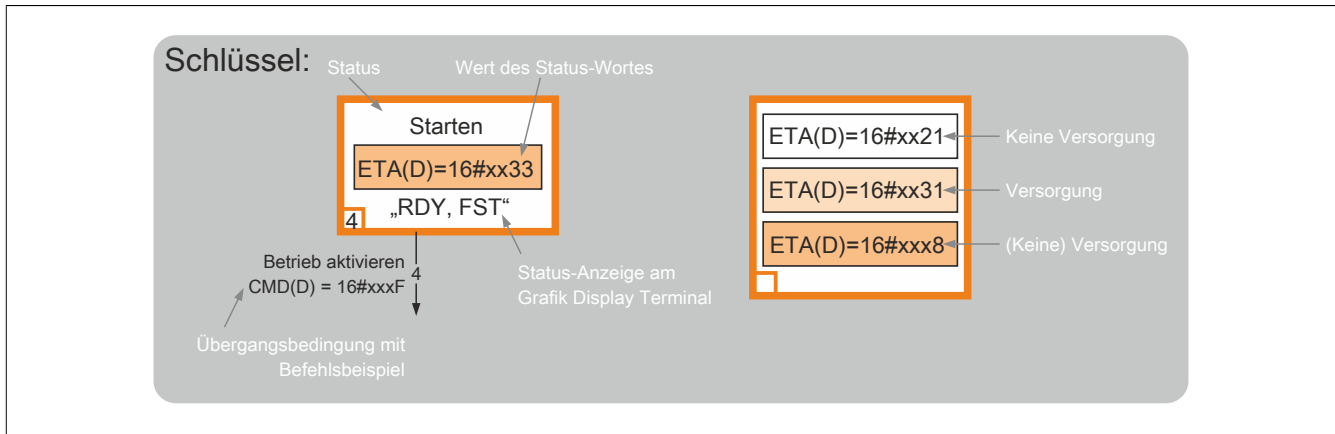 Schlüssel:
Status
Wert des Status-Wortes
Starten
ETA(D)=16#xx33
„RDY, FST“
4
Betrieb aktivieren
CMD(D) = 16#xxxF
4
Status-Anzeige am
Grafik Display Terminal
Übergangsbedingung mit
Befehlsbeispiel
ETA(D)=16#xx21
Keine Versorgung
ETA(D)=16#xx31
Versorgung
ETA(D)=16#xxx8
(Keine) Versorgung